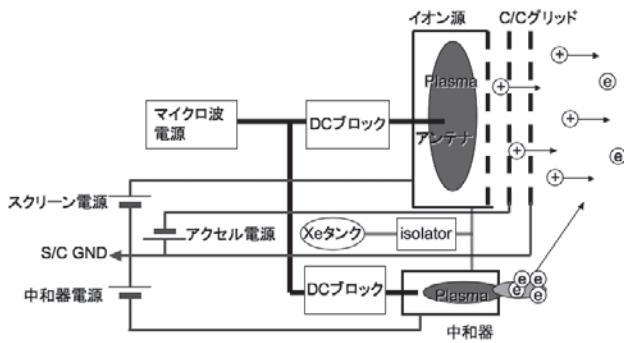 イオン源
C/Cグリッド
Plasma
アンテナ
マイクロ波
電源
DCブロック
スクリーン電源
アクセル電源
S/C GND
Xeタンク
isolator
中和器電源
DCブロック
Plasma
中和器
+
+
+
+
+
e
e
e
e
e
e